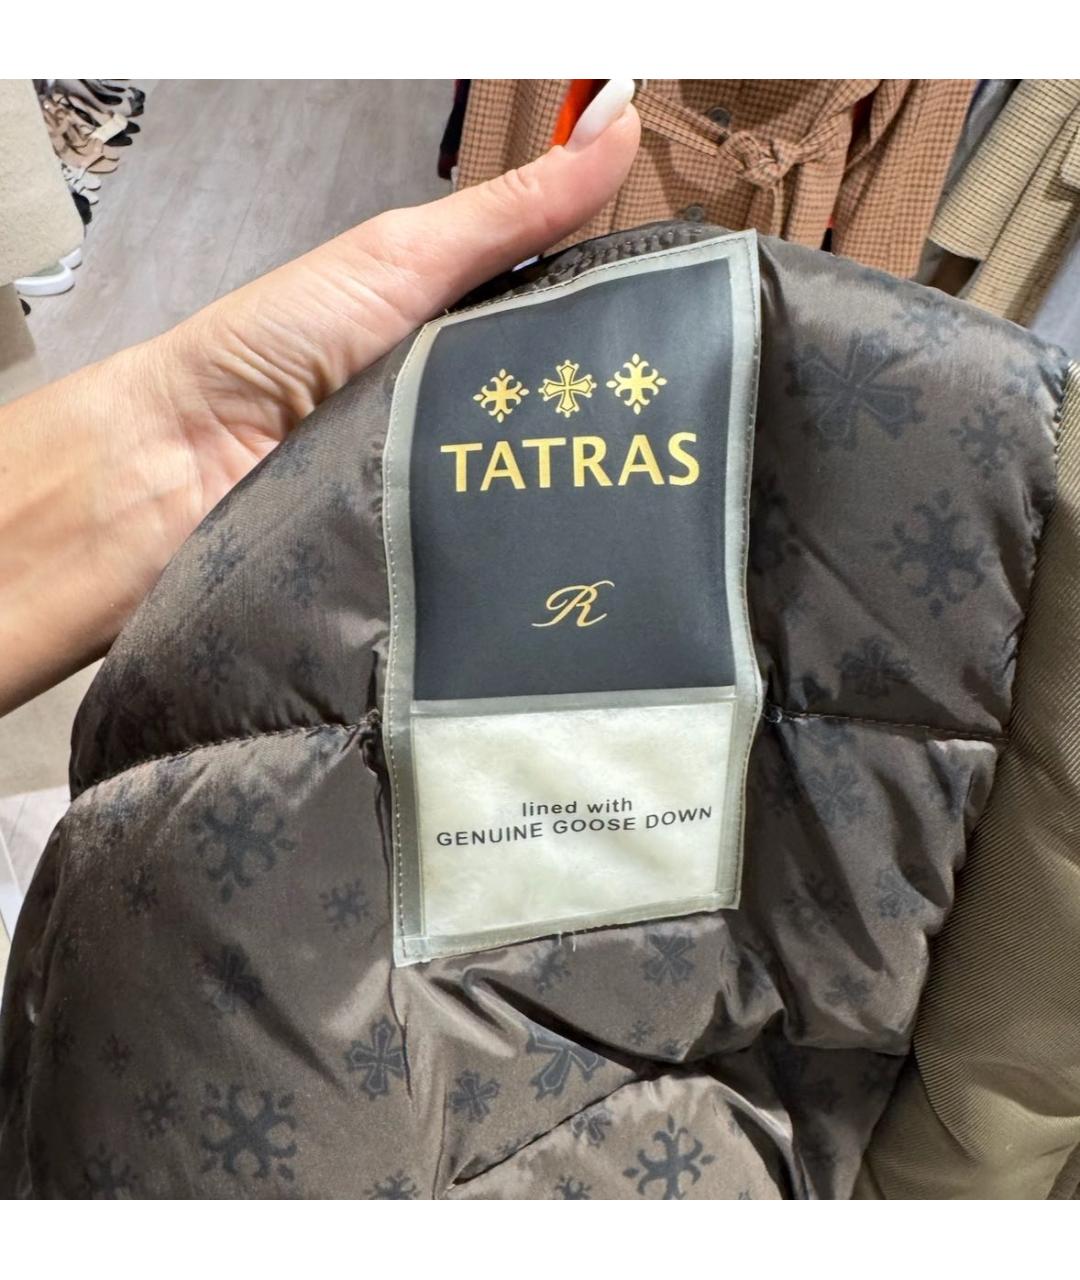 TATRAS
R
lined with
GENUINE GOOSE DOWN